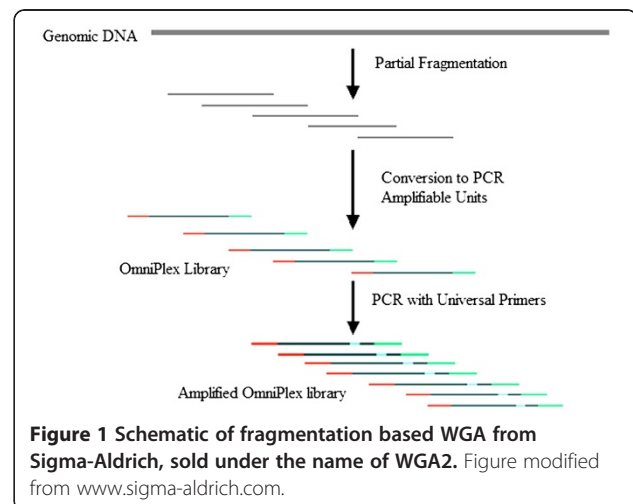 Genomic DNA
Partial Fragmentation
Conversion to PCR
Amplifiable Units
OmniPlex Library
PCR with Universal Primers
Amplified OmniPlex library
Figure 1 Schematic of fragmentation based WGA from
Sigma-Aldrich, sold under the name of WGA2. Figure modified
from www.sigma-aldrich.com.